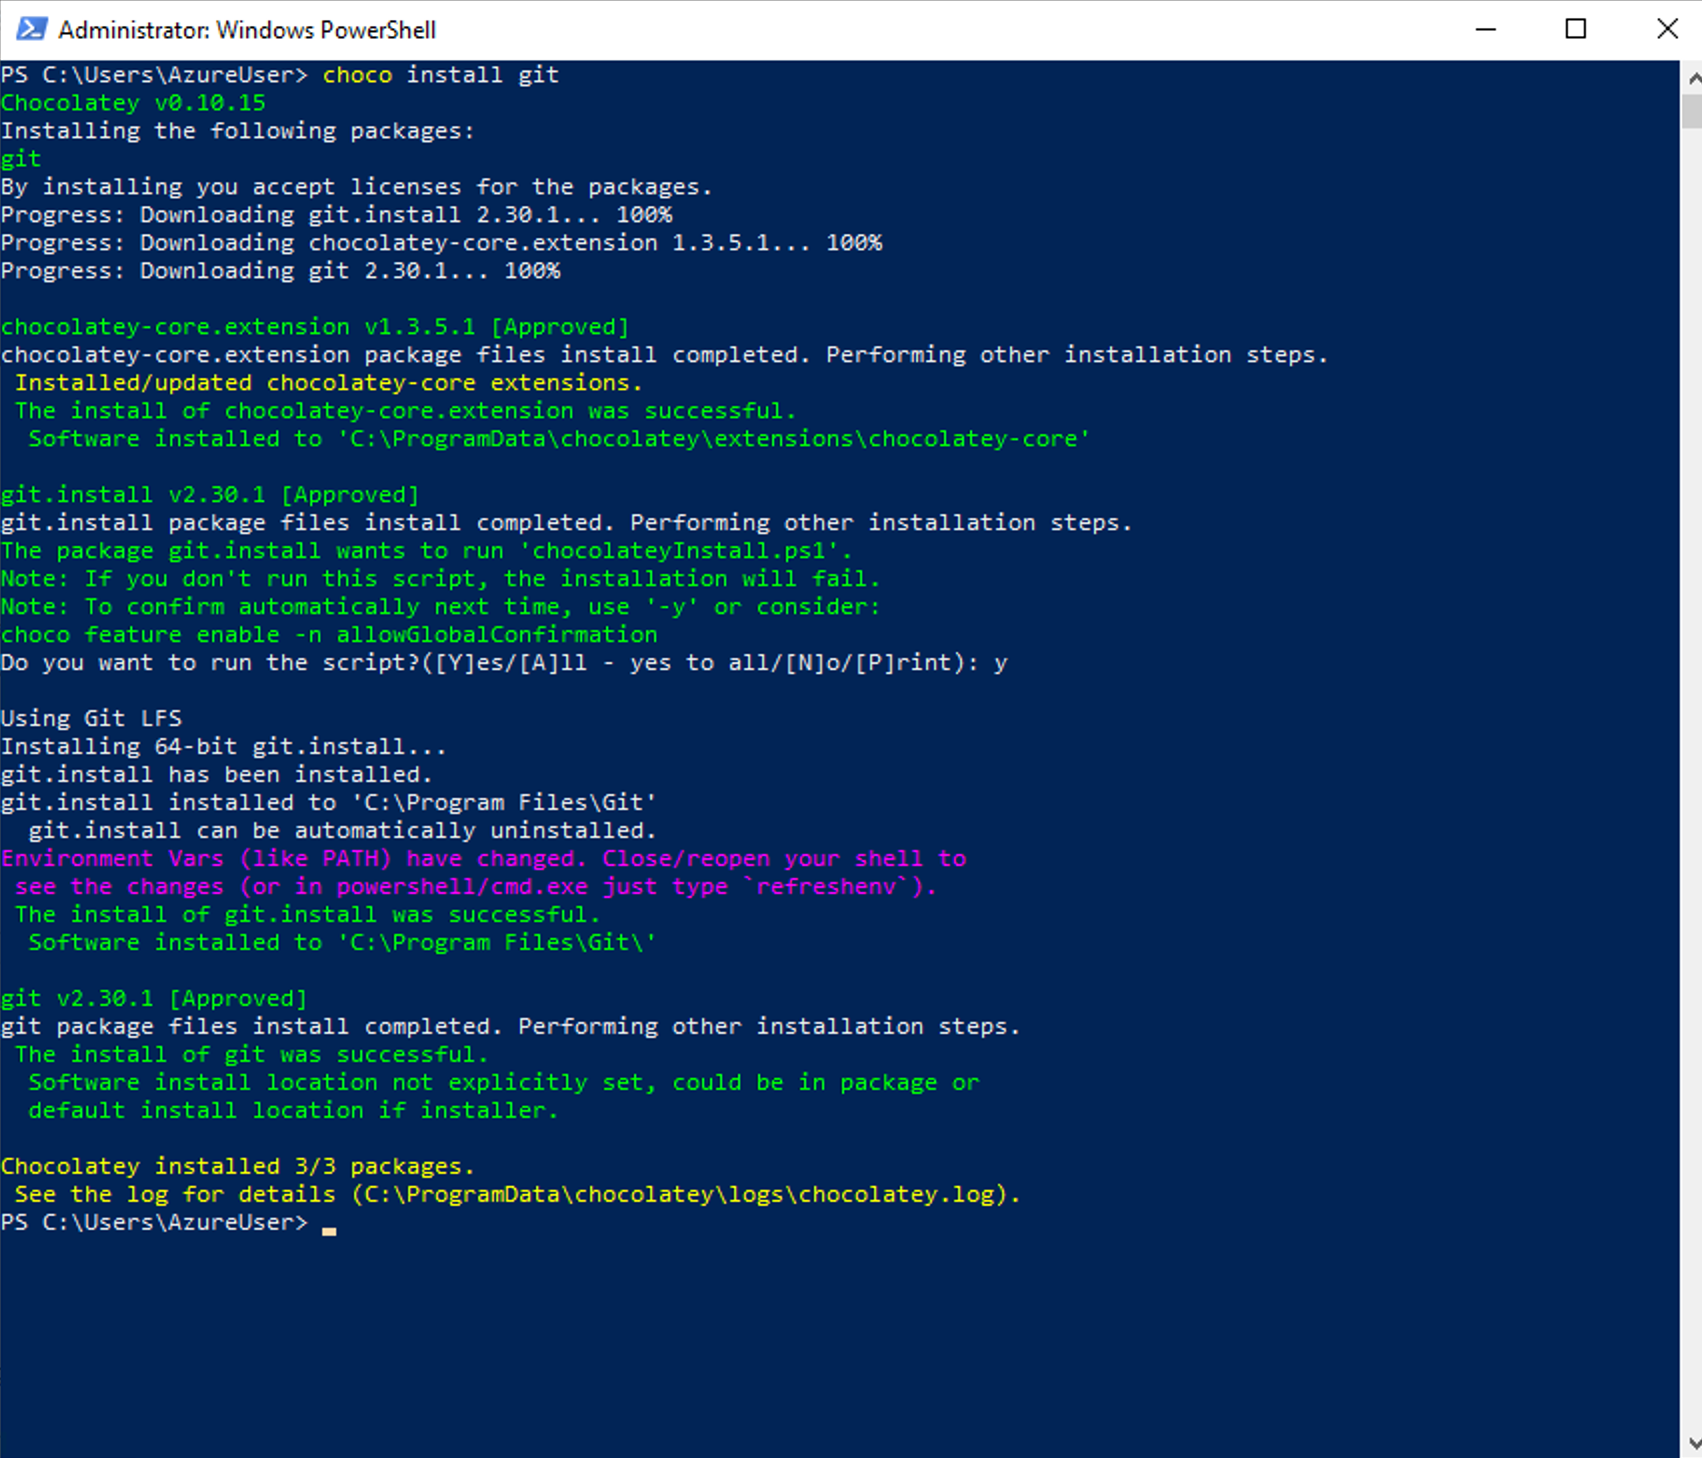 Administrator: Windows PowerShell
PS C:\Users\AzureUser> choco install git
Chocolatey v0.10.15
Installing the following packages:
git
By installing you accept licenses for the packages.
Progress: Downloading git.install 2.30.1... 100%
Progress: Downloading chocolatey-core.extension 1.3.5.1... 100%
Progress: Downloading git 2.30.1... 100%

chocolatey-core.extension v1.3.5.1 [Approved]
chocolatey-core.extension package files install completed. Performing other installation steps.
 Installed/updated chocolatey-core extensions.
 The install of chocolatey-core.extension was successful.
  Software installed to 'C:\ProgramData\chocolatey\extensions\chocolatey-core'

git.install v2.30.1 [Approved]
git.install package files install completed. Performing other installation steps.
The package git.install wants to run 'chocolateyInstall.ps1'.
Note: If you don't run this script, the installation will fail.
Note: To confirm automatically next time, use '-y' or consider:
choco feature enable -n allowGlobalConfirmation
Do you want to run the script?([Y]es/[A]ll - yes to all/[N]o/[P]rint): y

Using Git LFS
Installing 64-bit git.install...
git.install has been installed.
git.install installed to 'C:\Program Files\Git'
  git.install can be automatically uninstalled.
Environment Vars (like PATH) have changed. Close/reopen your shell to
 see the changes (or in powershell/cmd.exe just type `refreshenv`).
 The install of git.install was successful.
  Software installed to 'C:\Program Files\Git\'

git v2.30.1 [Approved]
git package files install completed. Performing other installation steps.
 The install of git was successful.
  Software install location not explicitly set, could be in package or
  default install location if installer.

Chocolatey installed 3/3 packages.
 See the log for details (C:\ProgramData\chocolatey\logs\chocolatey.log).
PS C:\Users\AzureUser>